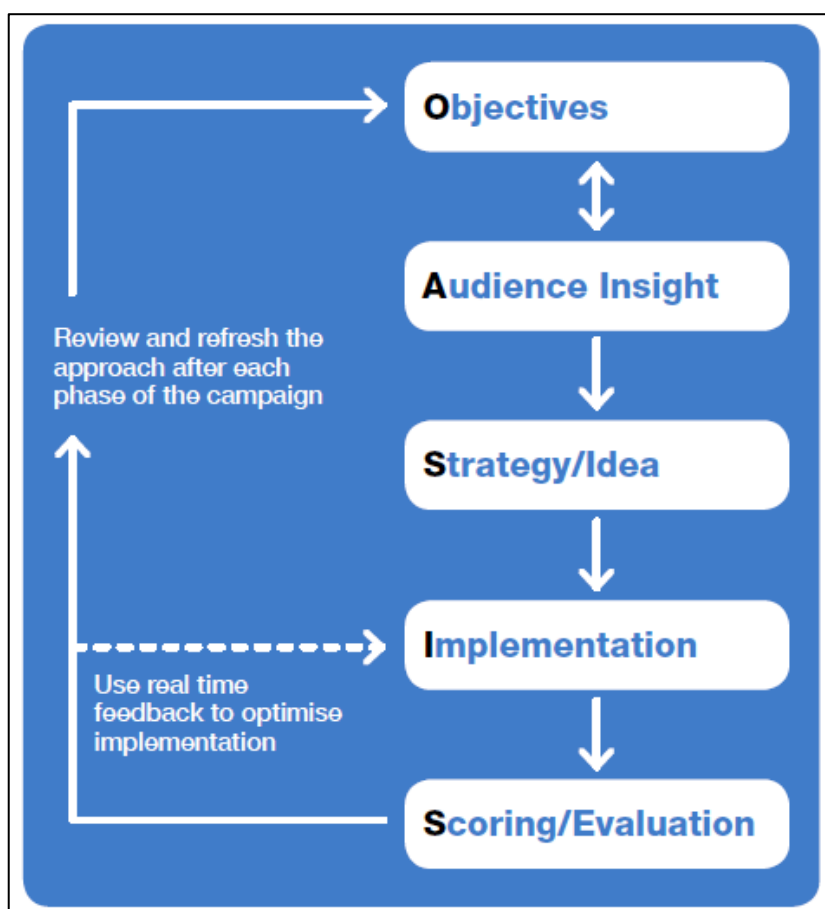 Objectives
Audience Insight
Review and refresh the
approach after each
phase of the campaign
Strategy/Idea
Implementation
Use real time
feedback to optimise
implementation
Scoring/Evaluation